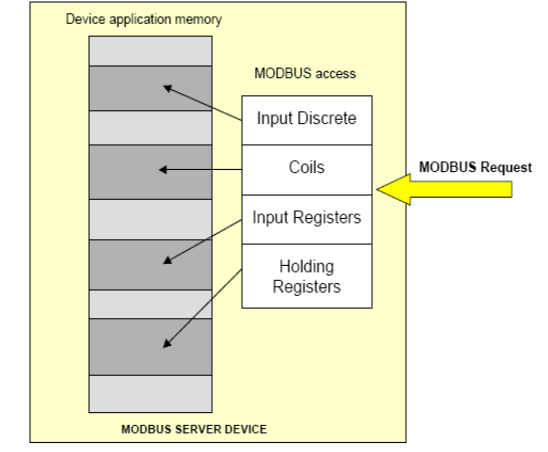 Device application memory
MODBUS access
Input Discrete
Coils
MODBUS Request
Input Registers
Holding
Registers
MODBUS SERVER DEVICE